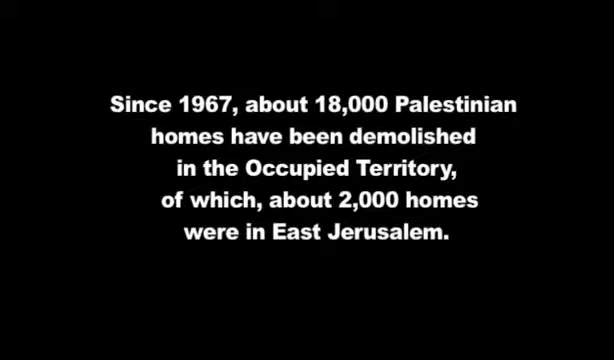 Since 1967, about 18,000 Palestinian
homes have been demolished
in the Occupied Territory,
of which, about 2,000 homes
were in East Jerusalem.